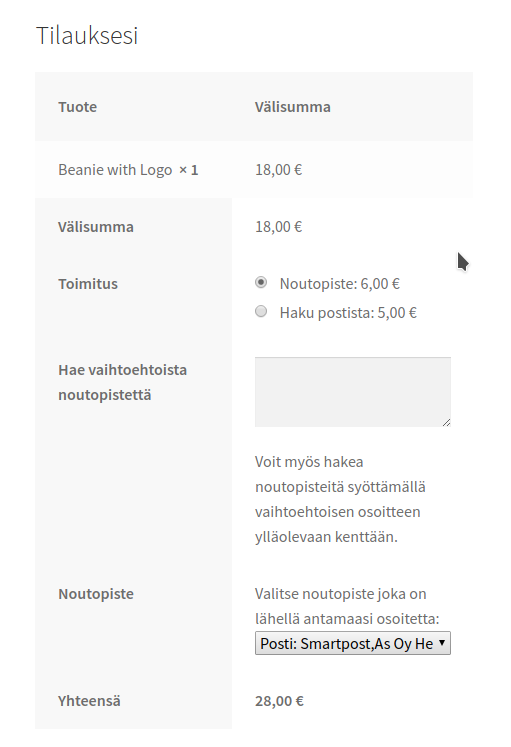 Tilauksesi
Tuote Välisumma
Beanie with Logo × 1 18,00 €
Välisumma 18,00 €
Toimitus Noutopiste: 6,00 €
Haku postista: 5,00 €
Hae vaihtoehtoista
noutopistettä
Voit myös hakea
noutopisteitä syöttämällä
vaihtoehtoisen osoitteen
ylläolevaan kenttään.
Noutopiste Valitse noutopiste joka on
lähellä antamaasi osoitetta:
Posti: Smartpost,As Oy He
Yhteensä 28,00 €